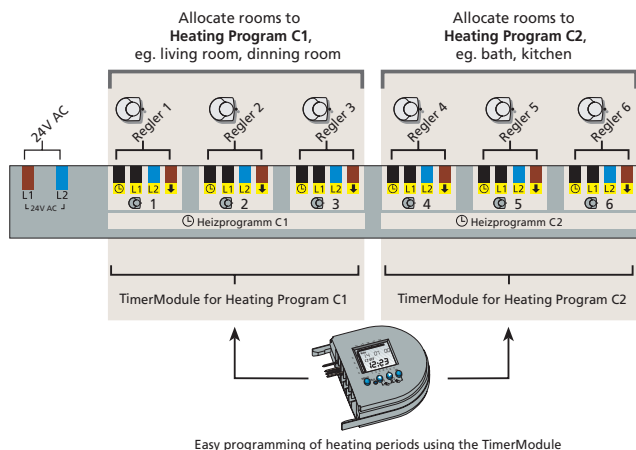 Allocate rooms to
Heating Program C1,
eg. living room, dinning room
Allocate rooms to
Heating Program C2,
eg. bath, kitchen
24V AC
Regler 1
Regler 2
Regler 3
Regler 4
Regler 5
Regler 6
L1 L2
L1 L2
L1 L2
L1 L2
L1 L2
L1 L2
L1 L2
24V AC
1
2
3
4
5
6
Heizprogramm C1
Heizprogramm C2
TimerModule for Heating Program C1
TimerModule for Heating Program C2
12:23
Easy programming of heating periods using the TimerModule